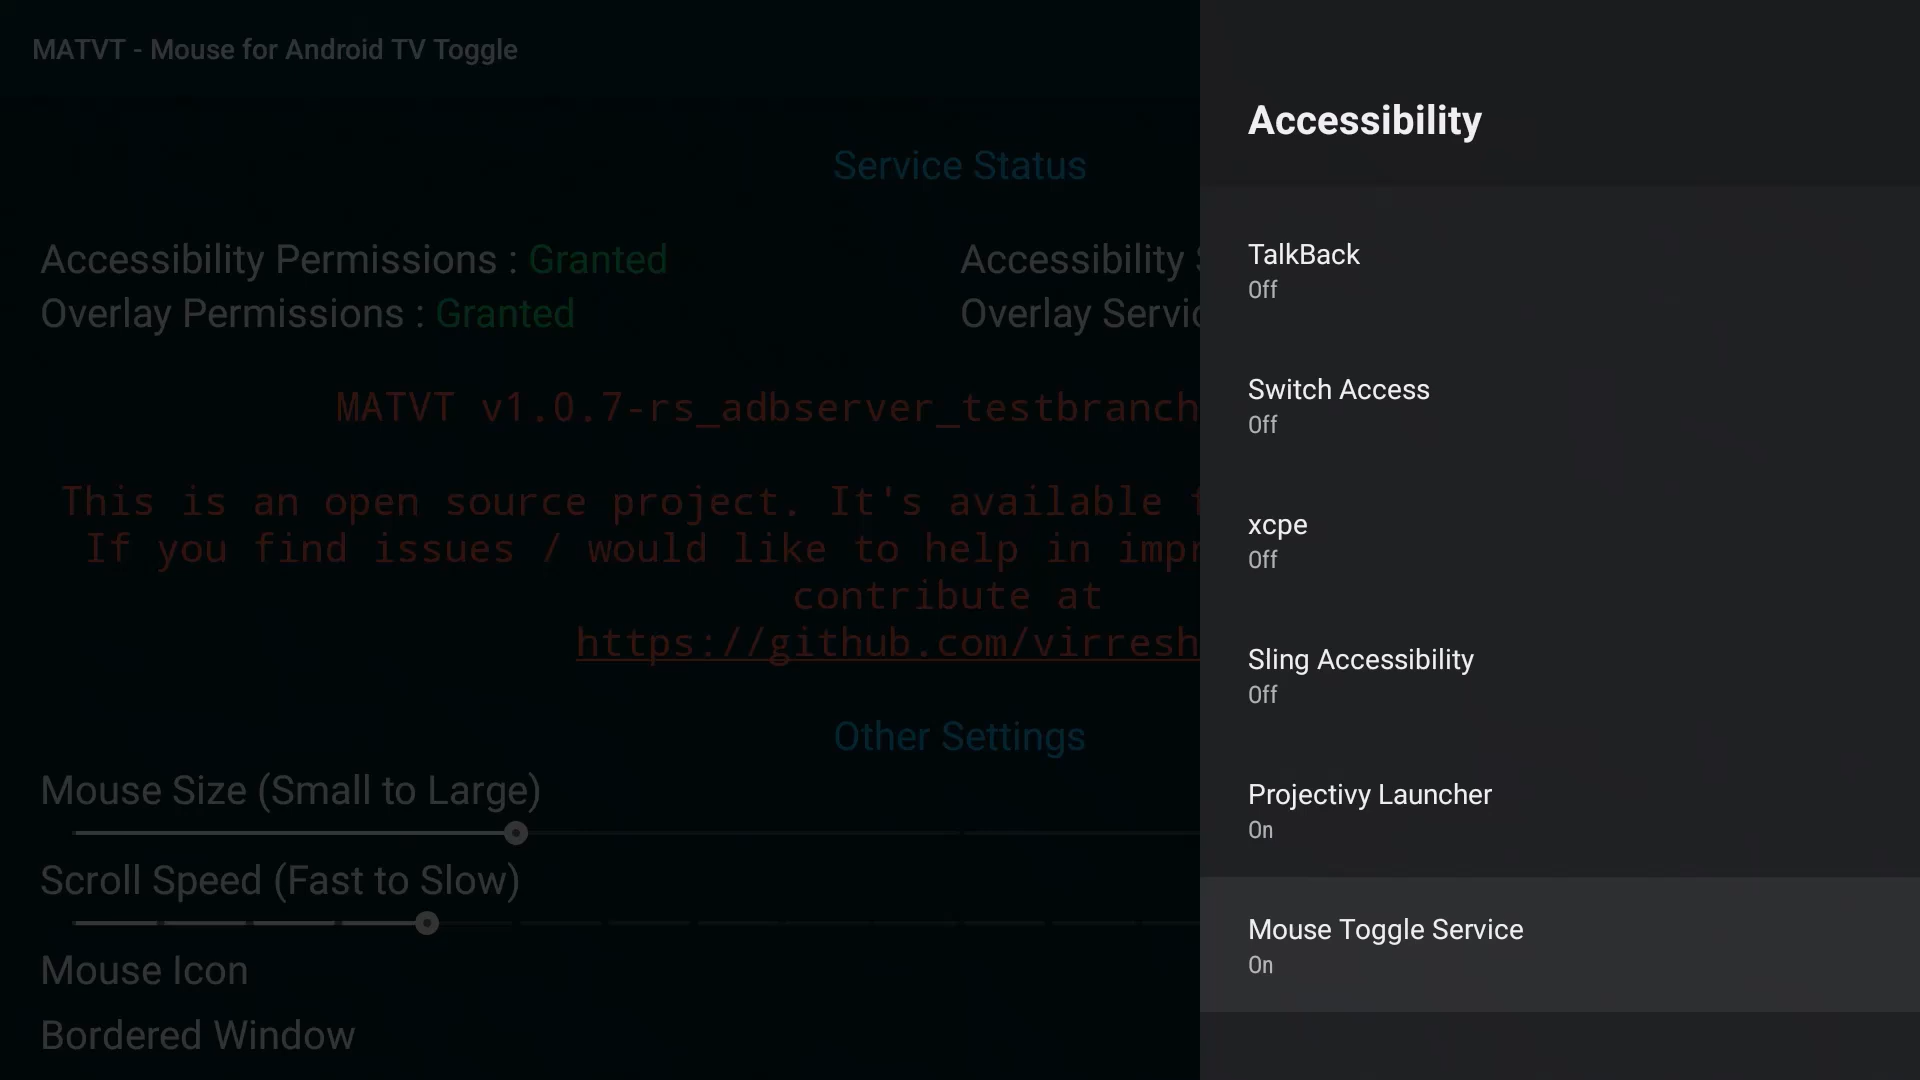 MATVT - Mouse for Android TV Toggle
Service Status
Accessibility Permissions : Granted
Accessibility
Overlay Permissions : Granted
Overlay
MATVT v1.0.7-rs_adbserver_testbranch
This is an open source project. It's available
If you find issues / would like to help in
contribute at
https://github.com/virresh
Other Settings
Mouse Size (Small to Large)
Scroll Speed (Fast to Slow)
Mouse Icon
Bordered Window
Accessibility
TalkBack
Off
Switch Access
Off
xcpe
Off
Sling Accessibility
Off
Projectivy Launcher
On
Mouse Toggle Service
On